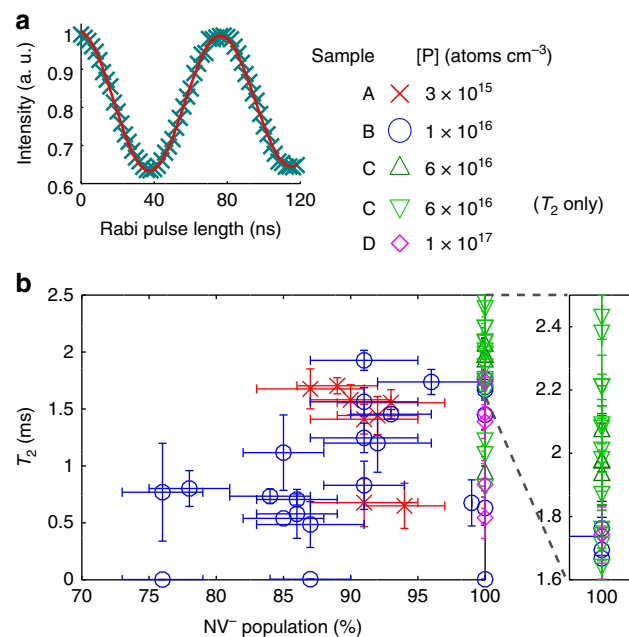 a
1
0.9
0.8
0.7
0.6
Intensity (a. u.)
0 40 80 120
Rabi pulse length (ns)
Sample [P] (atoms cm⁻³)
A 3 × 10¹⁵
B 1 × 10¹⁶
C 6 × 10¹⁶
C 6 × 10¹⁶ (T₂ only)
D 1 × 10¹⁷
b
2.5
2
1.5
1
0.5
0
T₂ (ms)
70 75 80 85 90 95 100
NV⁻ population (%)
2.4
2.2
2
1.8
1.6
100